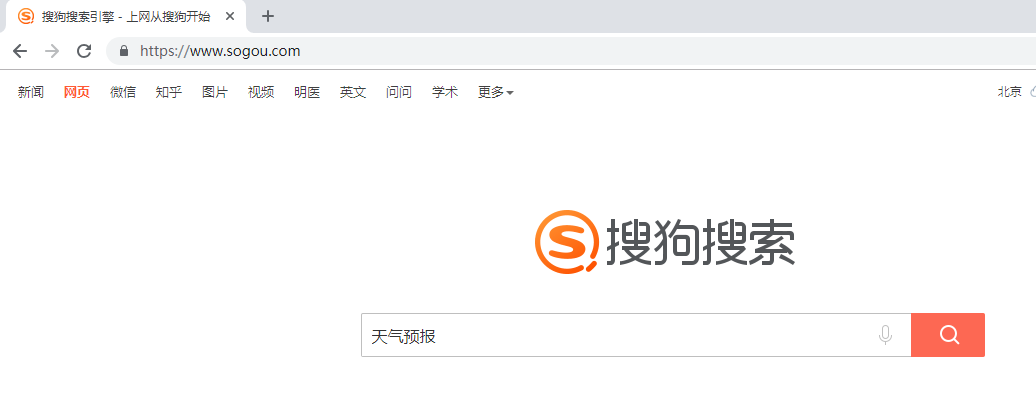 搜狗搜索引擎 - 上网从搜狗开始
https://www.sogou.com
新闻 网页 微信 知乎 图片 视频 明医 英文 问问 学术 更多 北京
搜狗搜索
天气预报